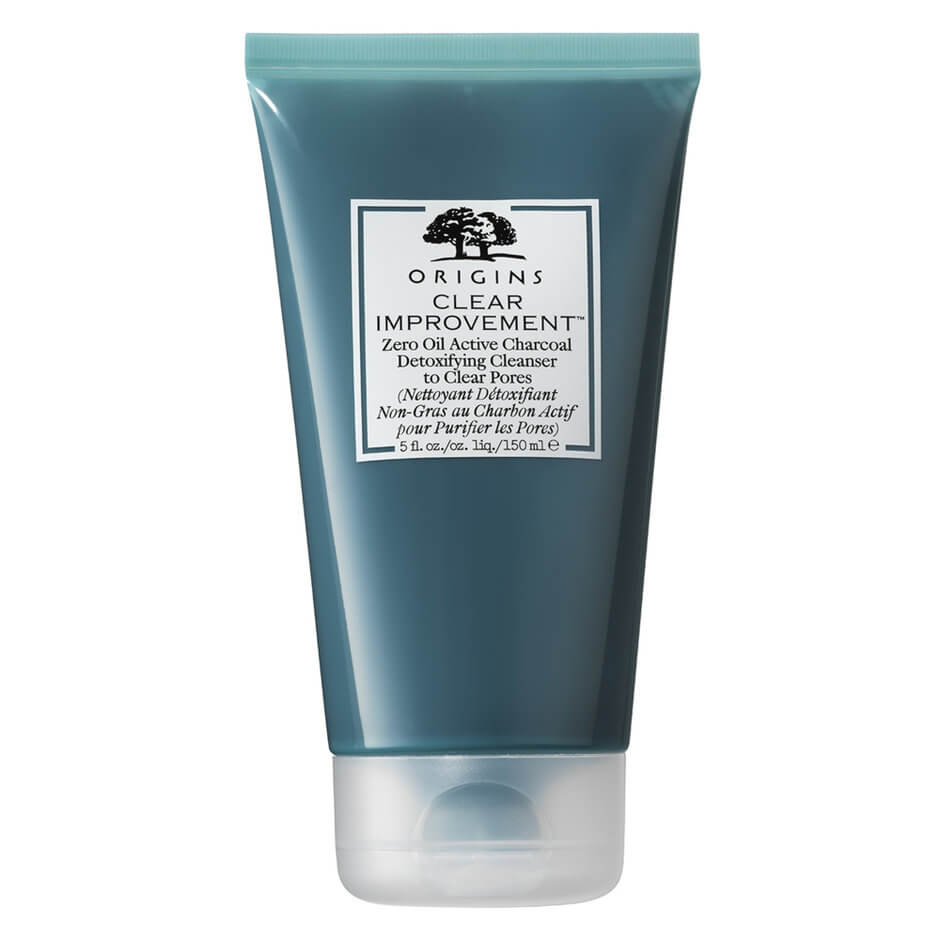 ORIGINS
CLEAR
IMPROVEMENT™
Zero Oil Active Charcoal
Detoxifying Cleanser
to Clear Pores
(Nettoyant Détoxifiant
Non-Gras au Charbon Actif
pour Purifier les Pores)
5 fl. oz./oz. liq./150 ml ℮